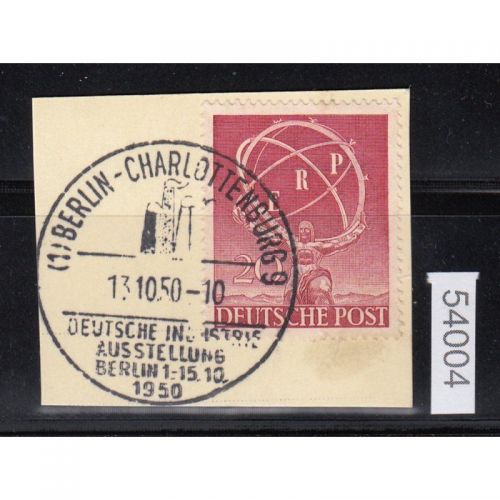 (1) BERLIN-CHARLOTTENBURG 9
13.10.50-10
DEUTSCHE INDUSTRIE
AUSSTELLUNG
BERLIN 1.-15.10.
1950
ERP
20
DEUTSCHE POST
54004